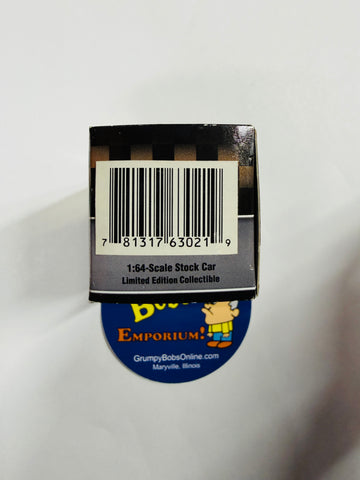 7 81317 63021 9
1:64-Scale Stock Car
Limited Edition Collectible
EMPORIUM!
GrumpyBobsOnline.com
Maryville, Illinois